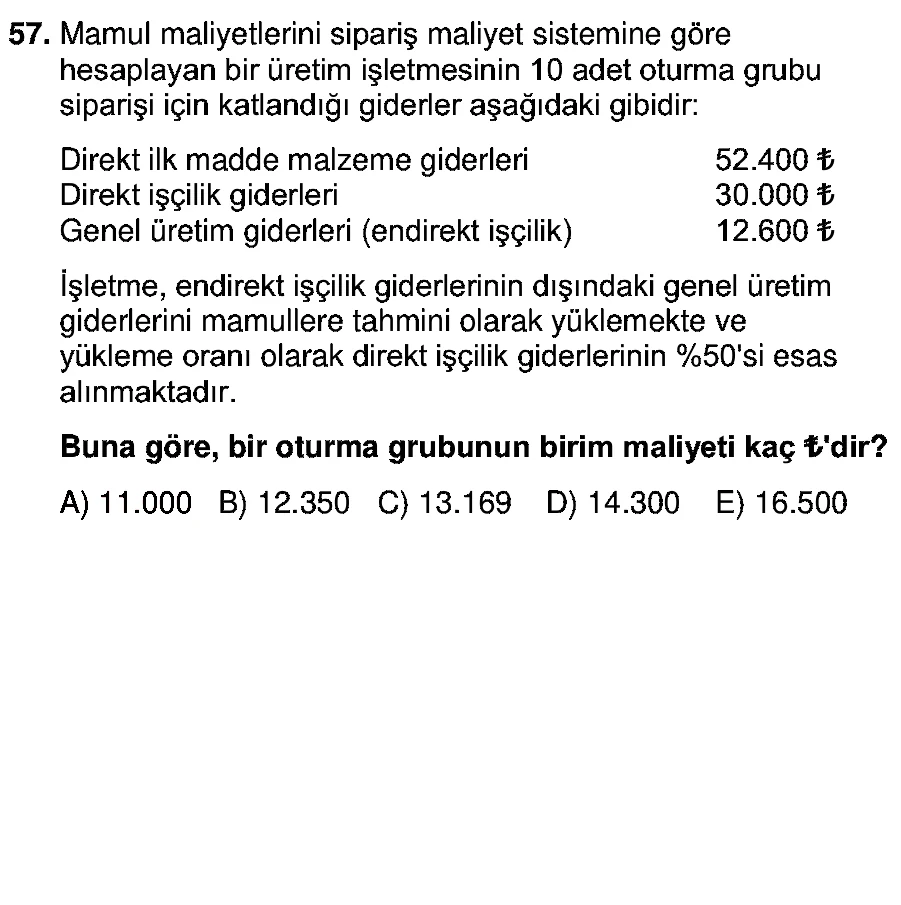 57. Mamul maliyetlerini sipariş maliyet sistemine göre
hesaplayan bir üretim işletmesinin 10 adet oturma grubu
siparişi için katlandığı giderler aşağıdaki gibidir:
Direkt ilk madde malzeme giderleri 52.400 ₺
Direkt işçilik giderleri 30.000 ₺
Genel üretim giderleri (endirekt işçilik) 12.600 ₺
İşletme, endirekt işçilik giderlerinin dışındaki genel üretim
giderlerini mamullere tahmini olarak yüklemekte ve
yükleme oranı olarak direkt işçilik giderlerinin %50'si esas
alınmaktadır.
Buna göre, bir oturma grubunun birim maliyeti kaç ₺'dir?
A) 11.000 B) 12.350 C) 13.169 D) 14.300 E) 16.500